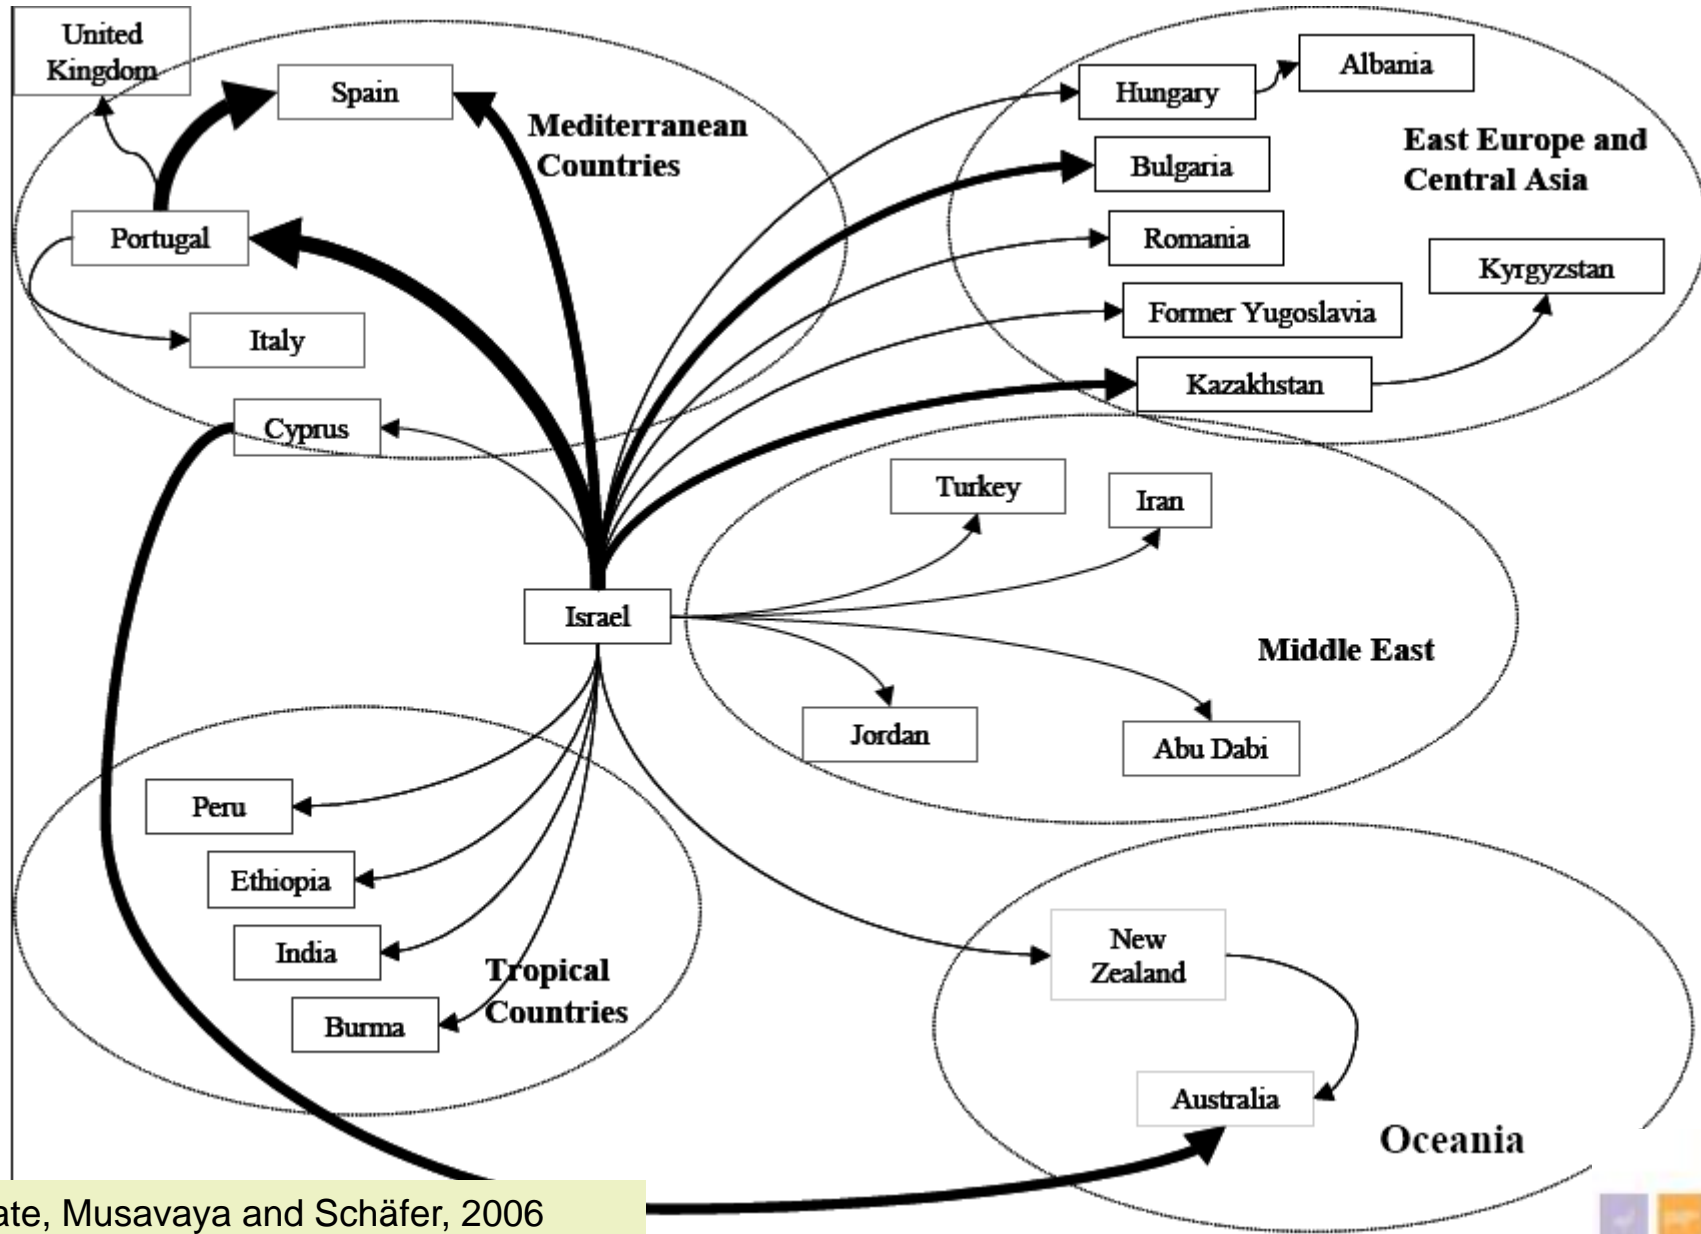 United
Kingdom
Spain
Mediterranean
Countries
Portugal
Italy
Cyprus
Hungary
Albania
Bulgaria
East Europe and
Central Asia
Romania
Kyrgyzstan
Former Yugoslavia
Kazakhstan
Turkey
Iran
Israel
Middle East
Jordan
Abu Dabi
Peru
Ethiopia
India
Tropical
Countries
Burma
New
Zealand
Australia
Oceania
Musavaya and Schäfer, 2006